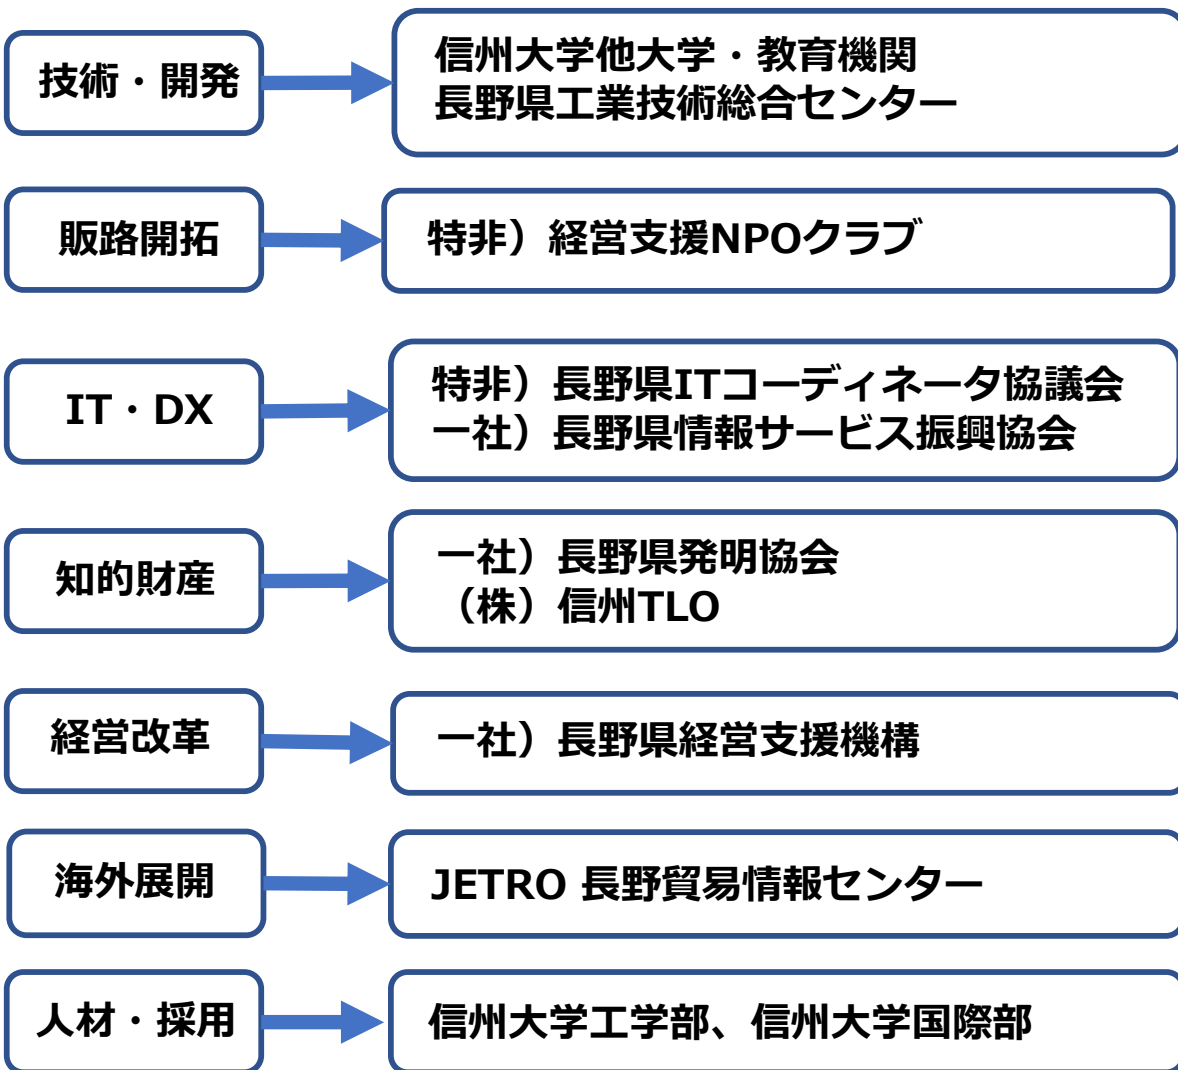 技術・開発
信州大学他大学・教育機関
長野県工業技術総合センター
販路開拓
特非）経営支援NPOクラブ
IT・DX
特非）長野県ITコーディネータ協議会
一社）長野県情報サービス振興協会
知的財産
一社）長野県発明協会
（株）信州TLO
経営改革
一社）長野県経営支援機構
海外展開
JETRO 長野貿易情報センター
人材・採用
信州大学工学部、信州大学国際部